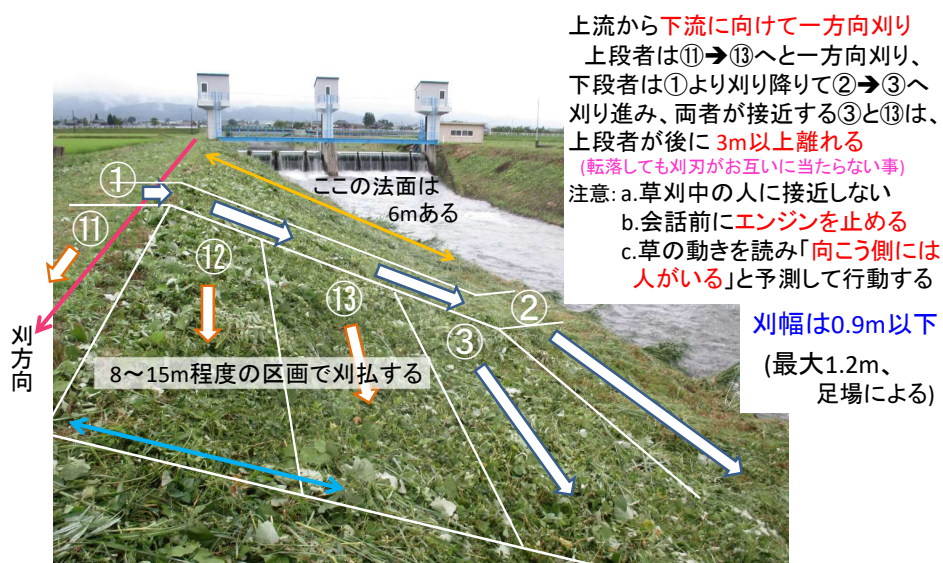 上流から下流に向けて一方向刈り
上段者は⑪➔⑬へと一方向刈り、
下段者は①より刈り降りて②➔③へ
刈り進み、両者が接近する③と⑬は、
上段者が後に 3m以上離れる
(転落しても刈刃がお互いに当たらない事)
注意: a.草刈中の人に接近しない
b.会話前にエンジンを止める
c.草の動きを読み「向こう側には
人がいる」と予測して行動する
刈幅は0.9m以下
(最大1.2m、
足場による)
ここの法面は
6mある
①
⑪
⑫
⑬
②
③
刈方向
8～15m程度の区画で刈払する